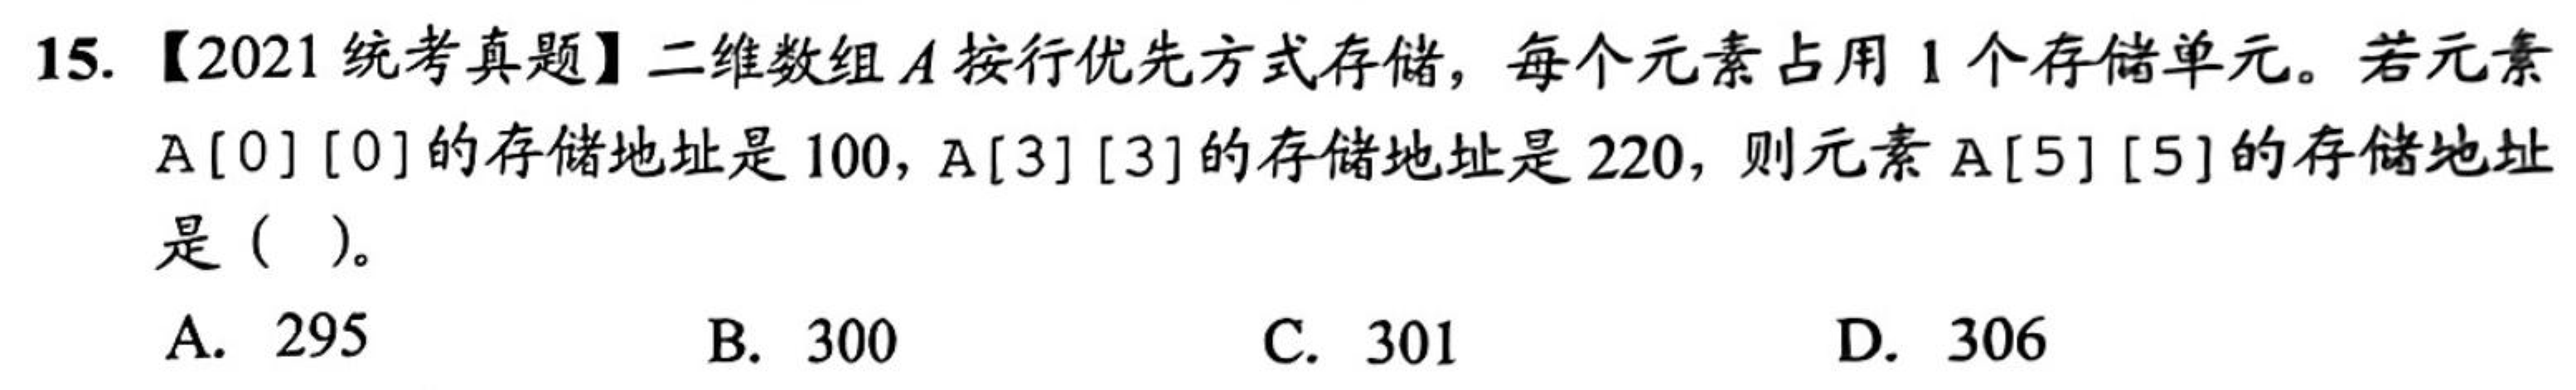 15.【2021 统考真题】二维数组 A 按行优先方式存储，每个元素占用 1 个存储单元。若元素
A[0][0]的存储地址是 100，A[3][3]的存储地址是 220，则元素 A[5][5]的存储地址
是（ ）。
A. 295 B. 300 C. 301 D. 306